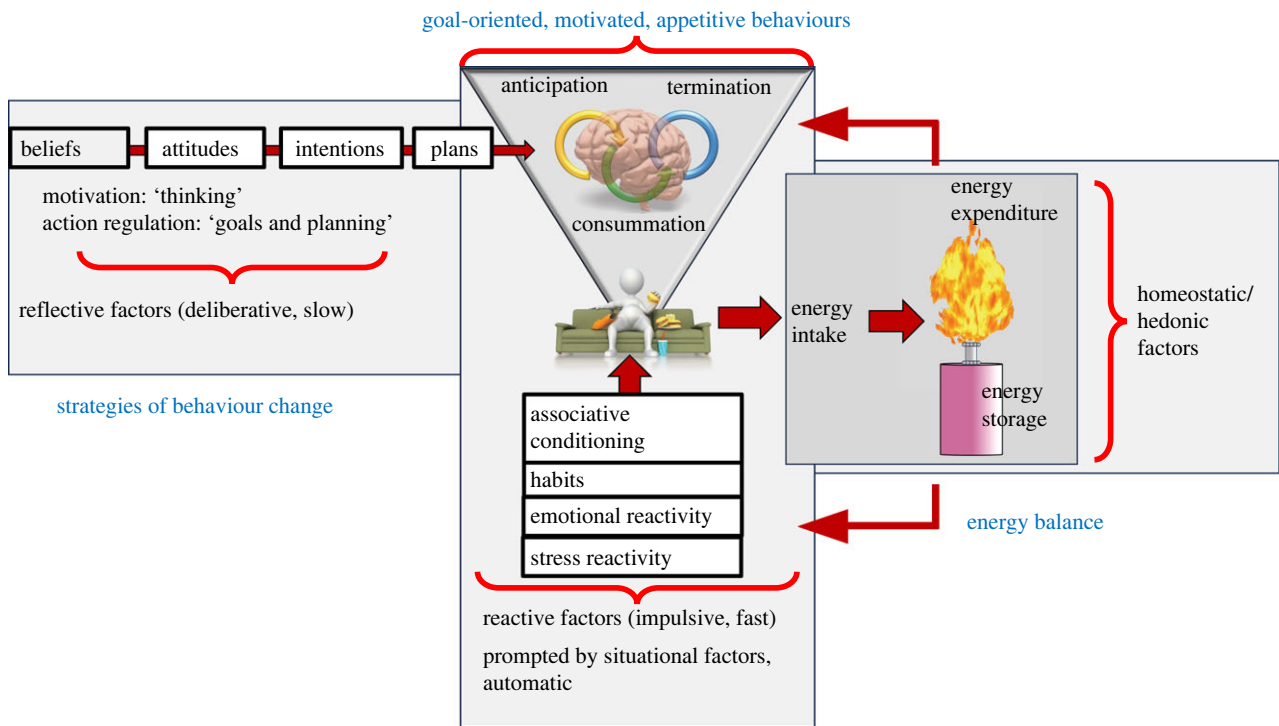 goal-oriented, motivated, appetitive behaviours
anticipation
termination
consummation
beliefs
attitudes
intentions
plans
motivation: ‘thinking’
action regulation: ‘goals and planning’
reflective factors (deliberative, slow)
strategies of behaviour change
energy
expenditure
energy
intake
energy
storage
homeostatic/
hedonic
factors
energy balance
associative
conditioning
habits
emotional reactivity
stress reactivity
reactive factors (impulsive, fast)
prompted by situational factors,
automatic